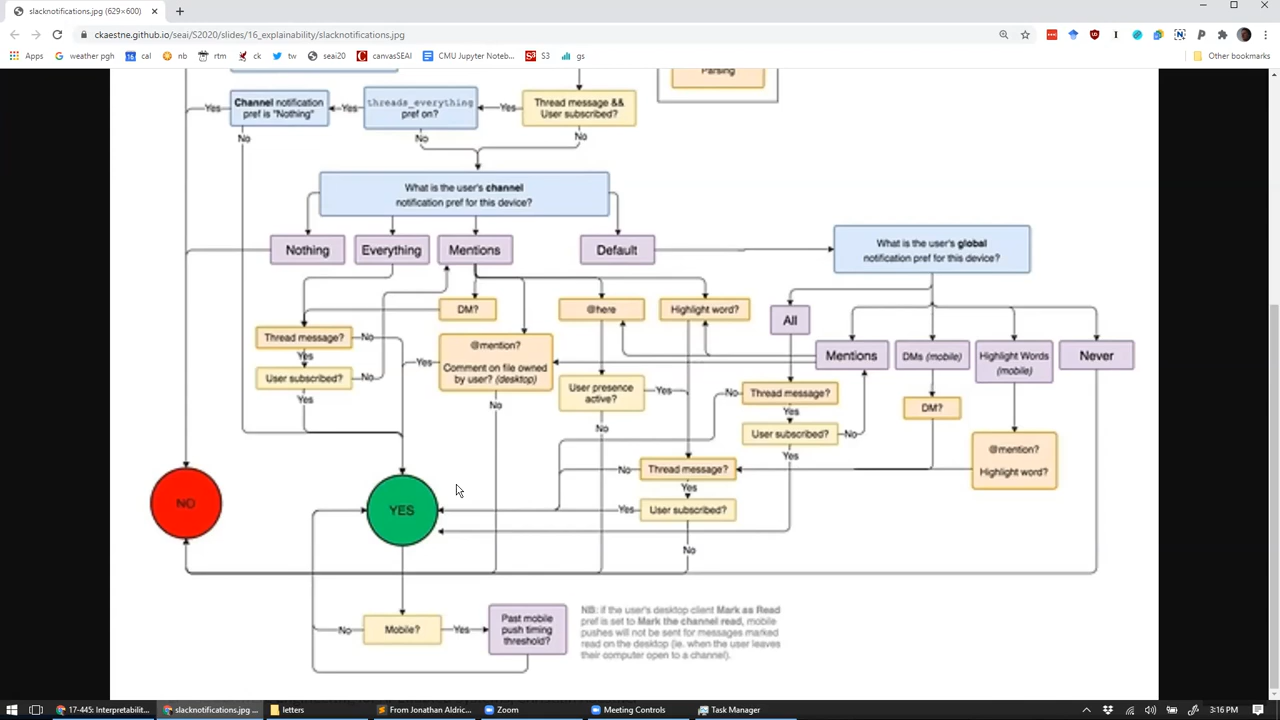 slacknotifications.jpg (629×600)
ckaestne.github.io/seai/S2020/slides/16_explainability/slacknotifications.jpg
Apps
weather pgh
cal
nb
rtm
ck
tw
seai20
canvasSEAI
CMU Jupyter Noteb...
S3
gs
Other bookmarks
Parsing
Yes
Channel notification
pref is "Nothing"
Yes
threads_everything
pref on?
Yes
Thread message &&
User subscribed?
No
No
No
What is the user's channel
notification pref for this device?
Nothing
Everything
Mentions
Default
What is the user's global
notification pref for this device?
DM?
@here
Highlight word?
All
Thread message?
No
Yes
User subscribed?
No
Yes
Yes
@mention?
Comment on file owned
by user? (desktop)
No
User presence
active?
Yes
No
Mentions
DMs (mobile)
Highlight Words
(mobile)
Never
No
Thread message?
Yes
User subscribed?
No
Yes
DM?
@mention?
Highlight word?
No
Thread message?
Yes
Yes
User subscribed?
No
NO
YES
No
Mobile?
Yes
Past mobile
push timing
threshold?
NB: if the user's desktop client Mark as Read
pref is set to Mark the channel read, mobile
pushes will not be sent for messages marked
read on the desktop (ie. when the user leaves
their computer open to a channel).
17-445: Interpretabilit...
slacknotifications.jpg ...
letters
From Jonathan Aldric...
Zoom
Meeting Controls
Task Manager
3:16 PM